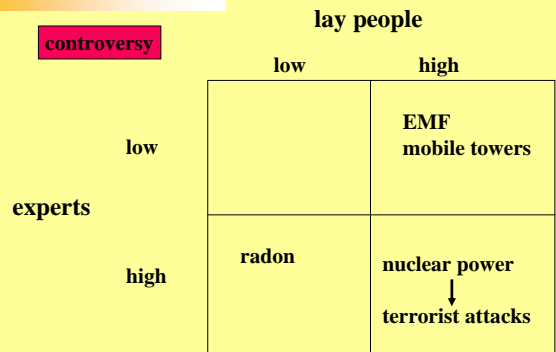 lay people
controversy
low high
EMF
low mobile towers
experts
radon
nuclear power
high
terrorist attacks